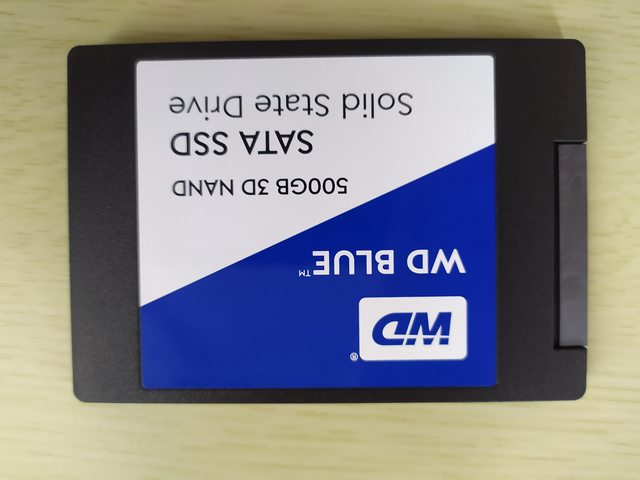 WD®
WD BLUE™
500GB 3D NAND
SATA SSD
Solid State Drive